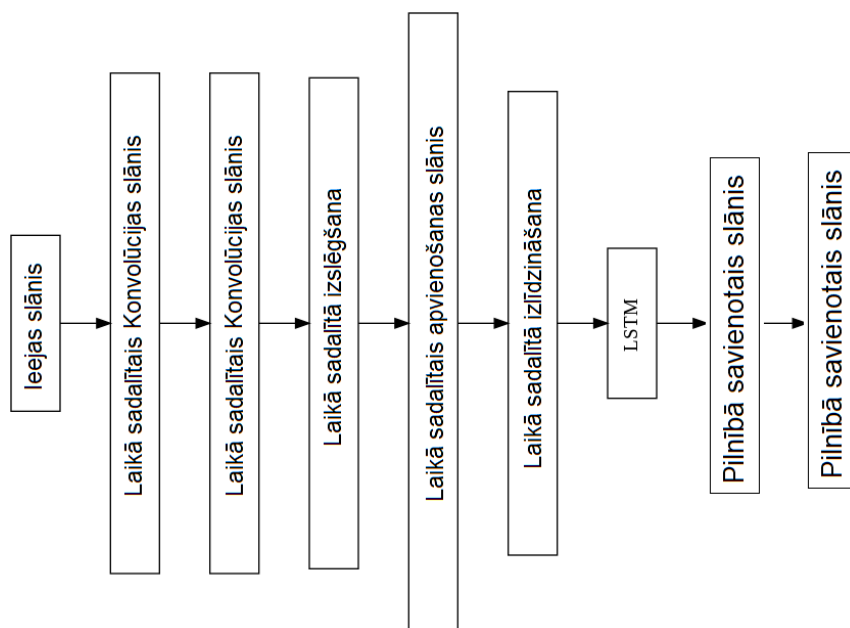 Ieejas slānis
Laikā sadalītais Konvolūcijas slānis
Laikā sadalītais Konvolūcijas slānis
Laikā sadalītā izslēgšana
Laikā sadalītais apvienošanas slānis
Laikā sadalītā izlīdzināšana
LSTM
Pilnībā savienotais slānis
Pilnībā savienotais slānis